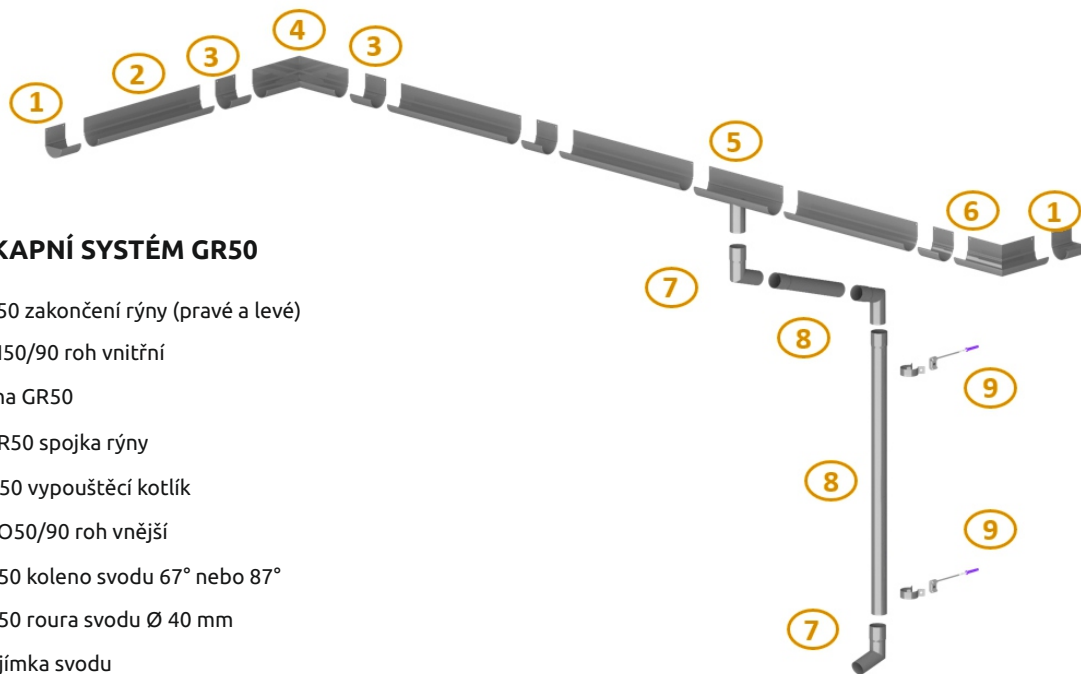 4
3
3
2
1
5
6
1
KAPNÍ SYSTÉM GR50
7
50 zakončení rýny (pravé a levé)
8
I50/90 roh vnitřní
9
na GR50
R50 spojka rýny
8
50 vypouštěcí kotlík
9
O50/90 roh vnější
50 koleno svodu 67° nebo 87°
50 roura svodu Ø 40 mm
7
jímka svodu